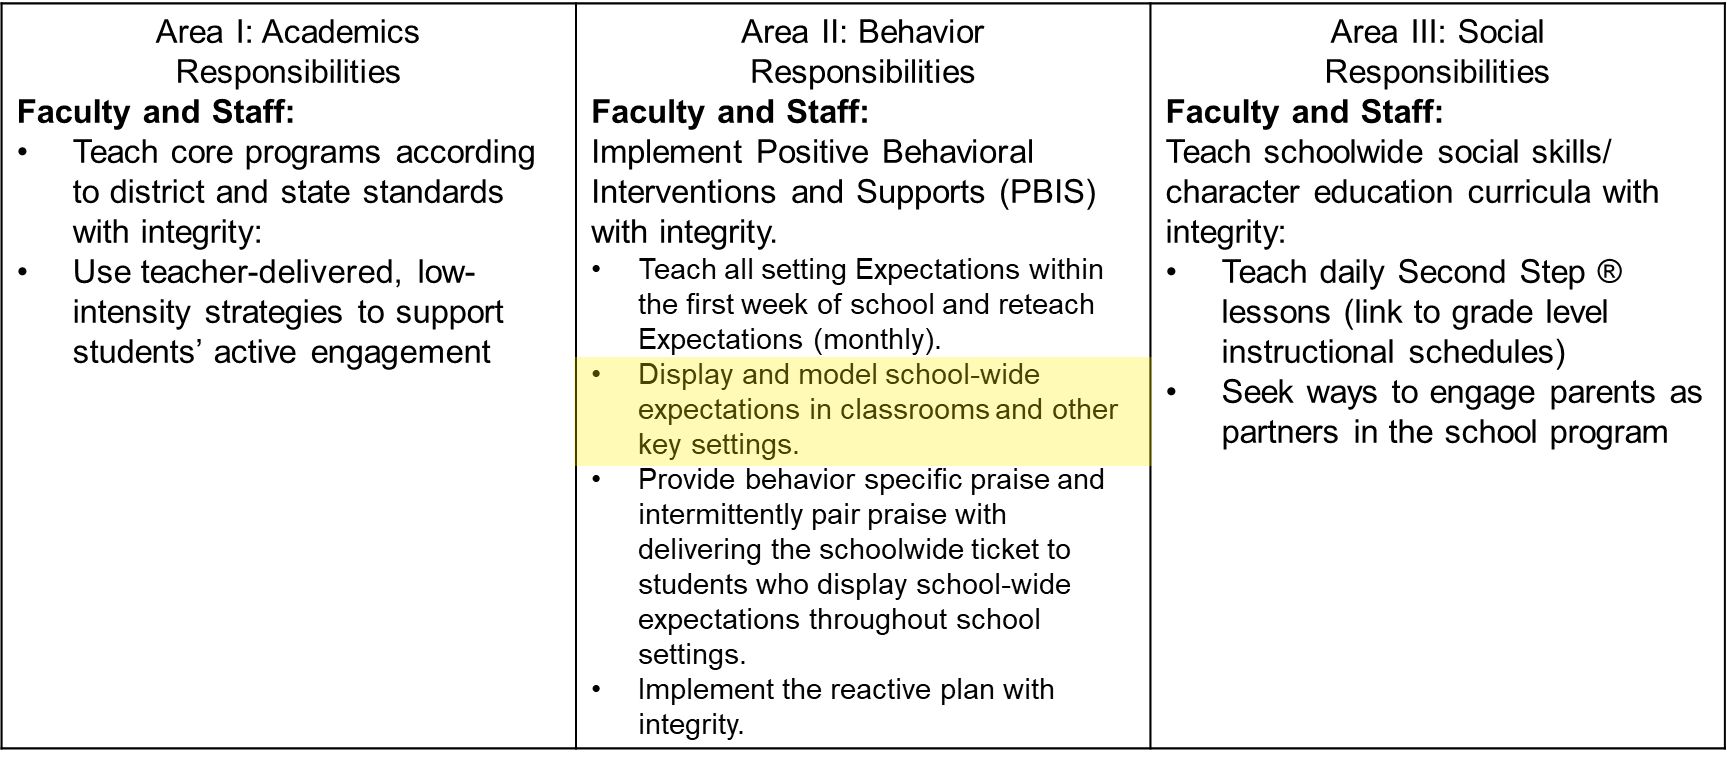 Area I: Academics
Responsibilities
Faculty and Staff:
• Teach core programs according
to district and state standards
with integrity:
• Use teacher-delivered, low-
intensity strategies to support
students’ active engagement
Area II: Behavior
Responsibilities
Faculty and Staff:
Implement Positive Behavioral
Interventions and Supports (PBIS)
with integrity.
• Teach all setting Expectations within
the first week of school and reteach
Expectations (monthly).
• Display and model school-wide
expectations in classrooms and other
key settings.
• Provide behavior specific praise and
intermittently pair praise with
delivering the schoolwide ticket to
students who display school-wide
expectations throughout school
settings.
• Implement the reactive plan with
integrity.
Area III: Social
Responsibilities
Faculty and Staff:
Teach schoolwide social skills/
character education curricula with
integrity:
• Teach daily Second Step ®
lessons (link to grade level
instructional schedules)
• Seek ways to engage parents as
partners in the school program